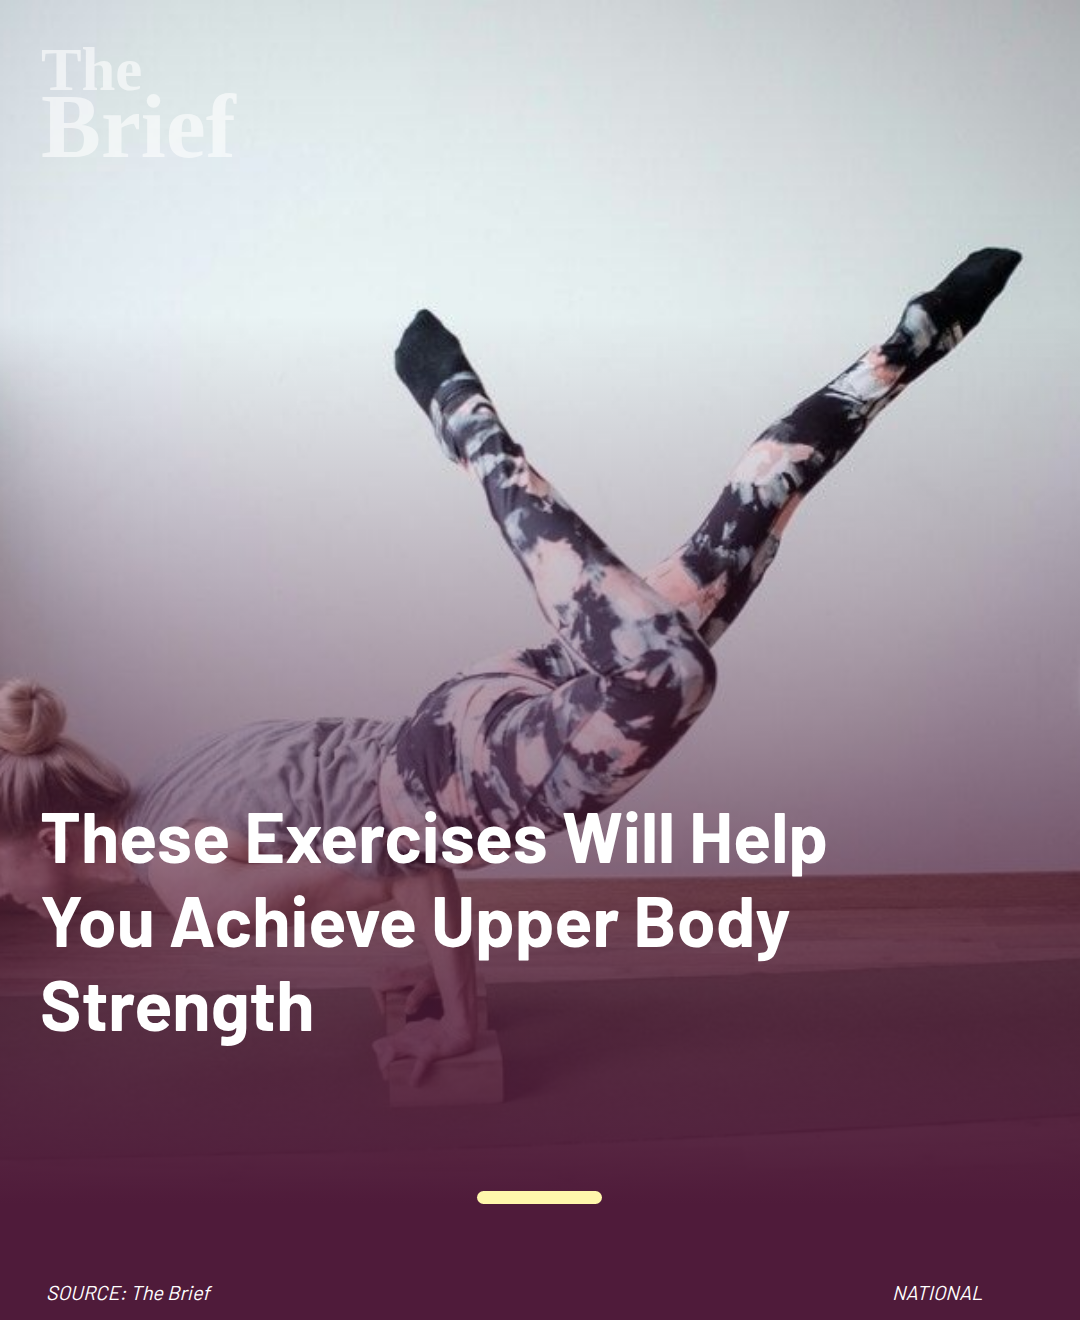 The
Brief
These Exercises Will Help
You Achieve Upper Body
Strength
SOURCE: The Brief
NATIONAL